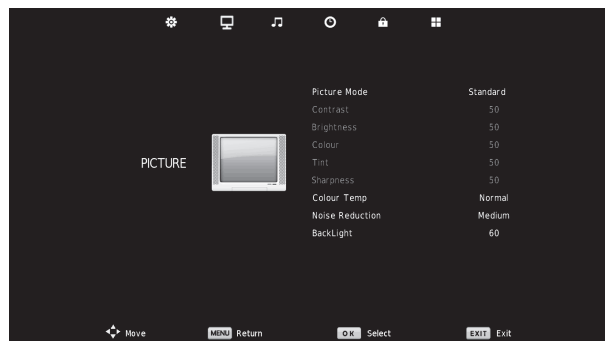 Picture Mode Standard
Contrast 50
Brightness 50
Colour 50
PICTURE
Tint 50
Sharpness 50
Colour Temp Normal
Noise Reduction Medium
BackLight 60
Move MENU Return OK Select EXIT Exit